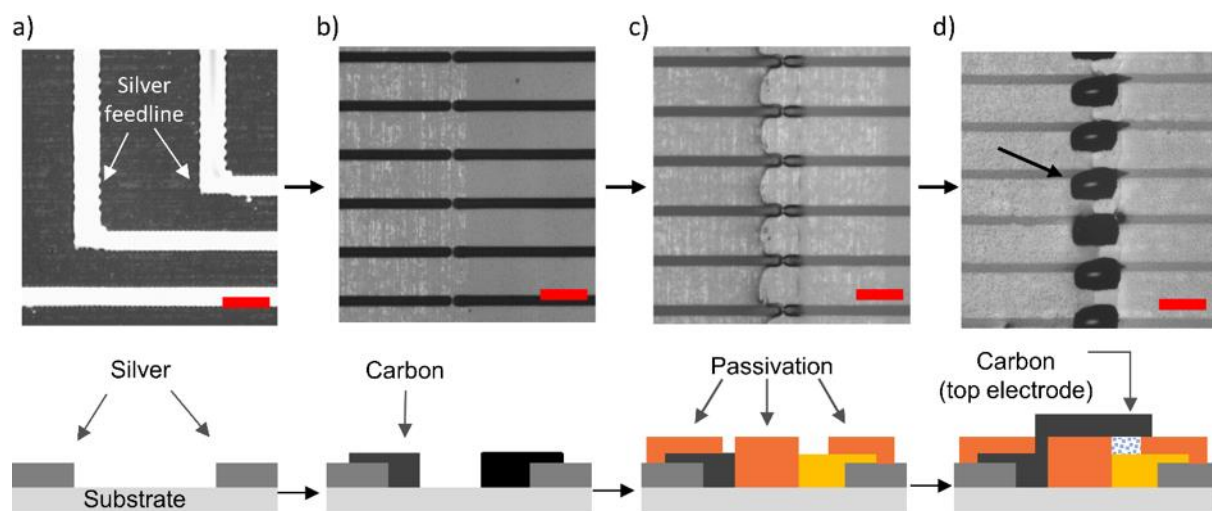 a)
b)
c)
d)
Silver
feedline
Silver
Carbon
Passivation
Carbon
(top electrode)
Substrate